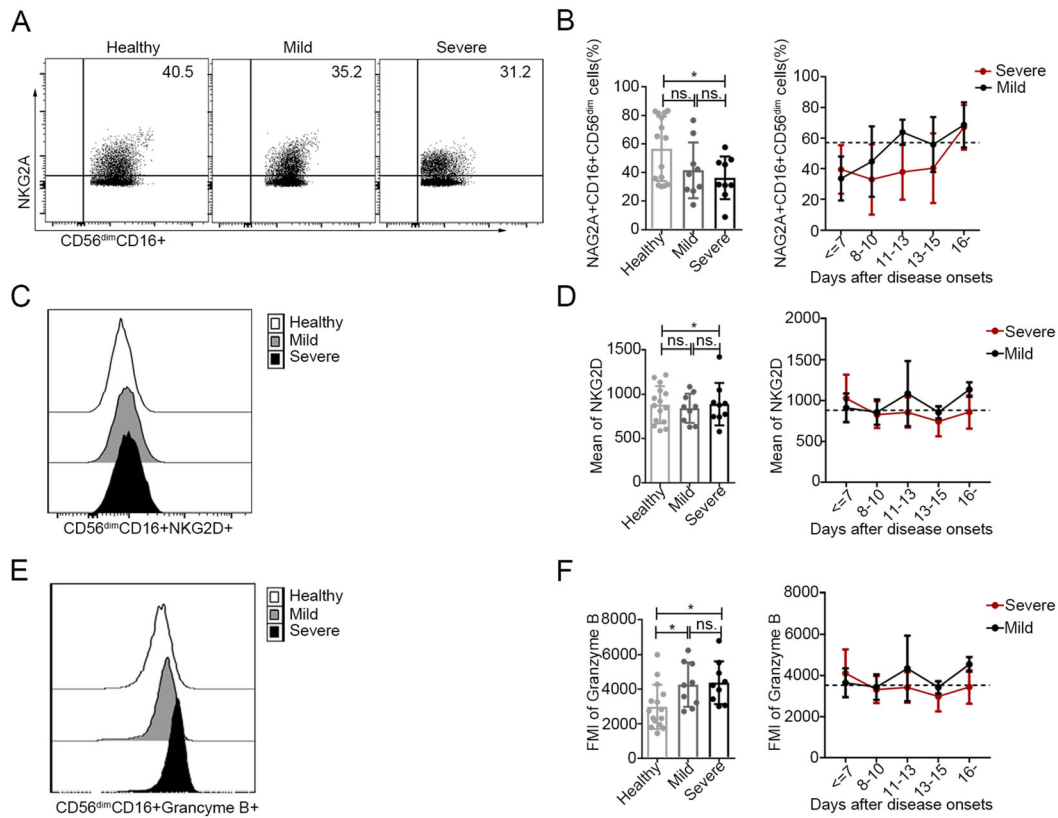 A
Healthy
Mild
Severe
40.5
35.2
31.2
NKG2A
CD56dimCD16+
B
NAG2A+CD16+CD56dim cells(%)
100
80
60
40
20
0
*
ns.
ns.
Healthy
Mild
Severe
NAG2A+CD16+CD56dim cells(%)
100
80
60
40
20
0
Severe
Mild
<=7
8-10
11-13
13-15
16-
Days after disease onsets
C
Healthy
Mild
Severe
CD56dimCD16+NKG2D+
D
Mean of NKG2D
1500
1000
500
0
*
ns.
ns.
Healthy
Mild
Severe
Mean of NKG2D
2000
1500
1000
500
0
Severe
Mild
<=7
8-10
11-13
13-15
16-
Days after disease onsets
E
Healthy
Mild
Severe
CD56dimCD16+Grancyme B+
F
FMI of Granzyme B
8000
6000
4000
2000
0
*
*
ns.
Healthy
Mild
Severe
FMI of Granzyme B
8000
6000
4000
2000
0
Severe
Mild
<=7
8-10
11-13
13-15
16-
Days after disease onsets